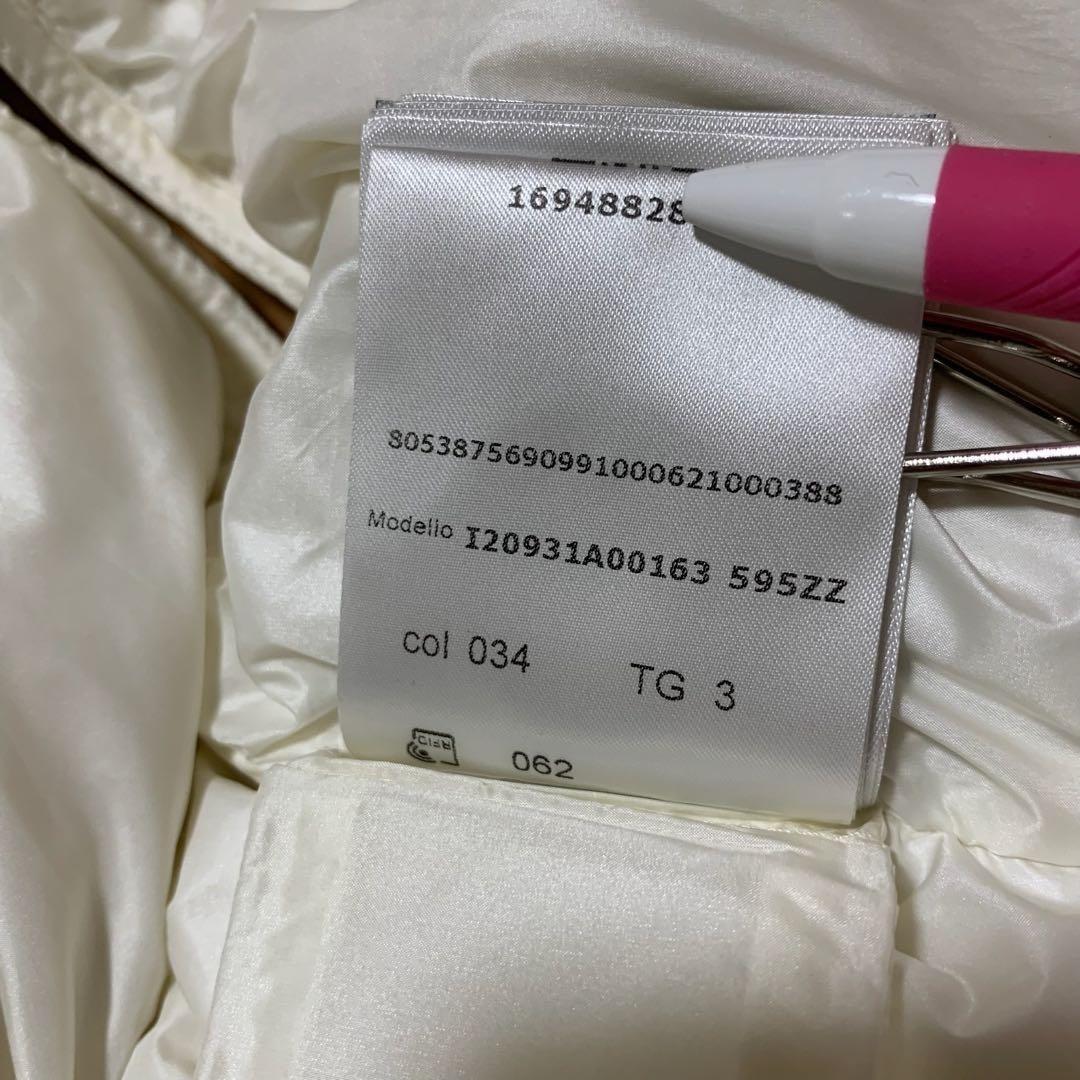 16948828
8053875690991000621000388
Modello I20931A00163 595ZZ
col 034 TG 3
RFID 062